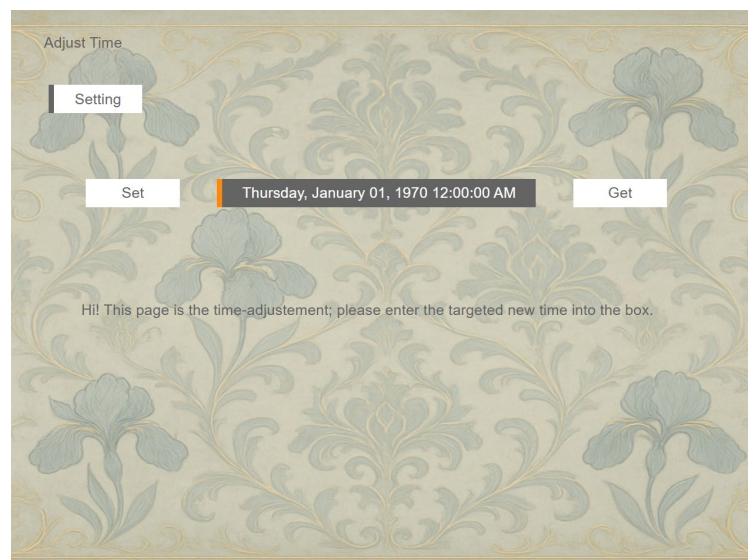 Adjust Time
Setting
Set
Thursday, January 01, 1970 12:00:00 AM
Get
Hi! This page is the time-adjustement; please enter the targeted new time into the box.